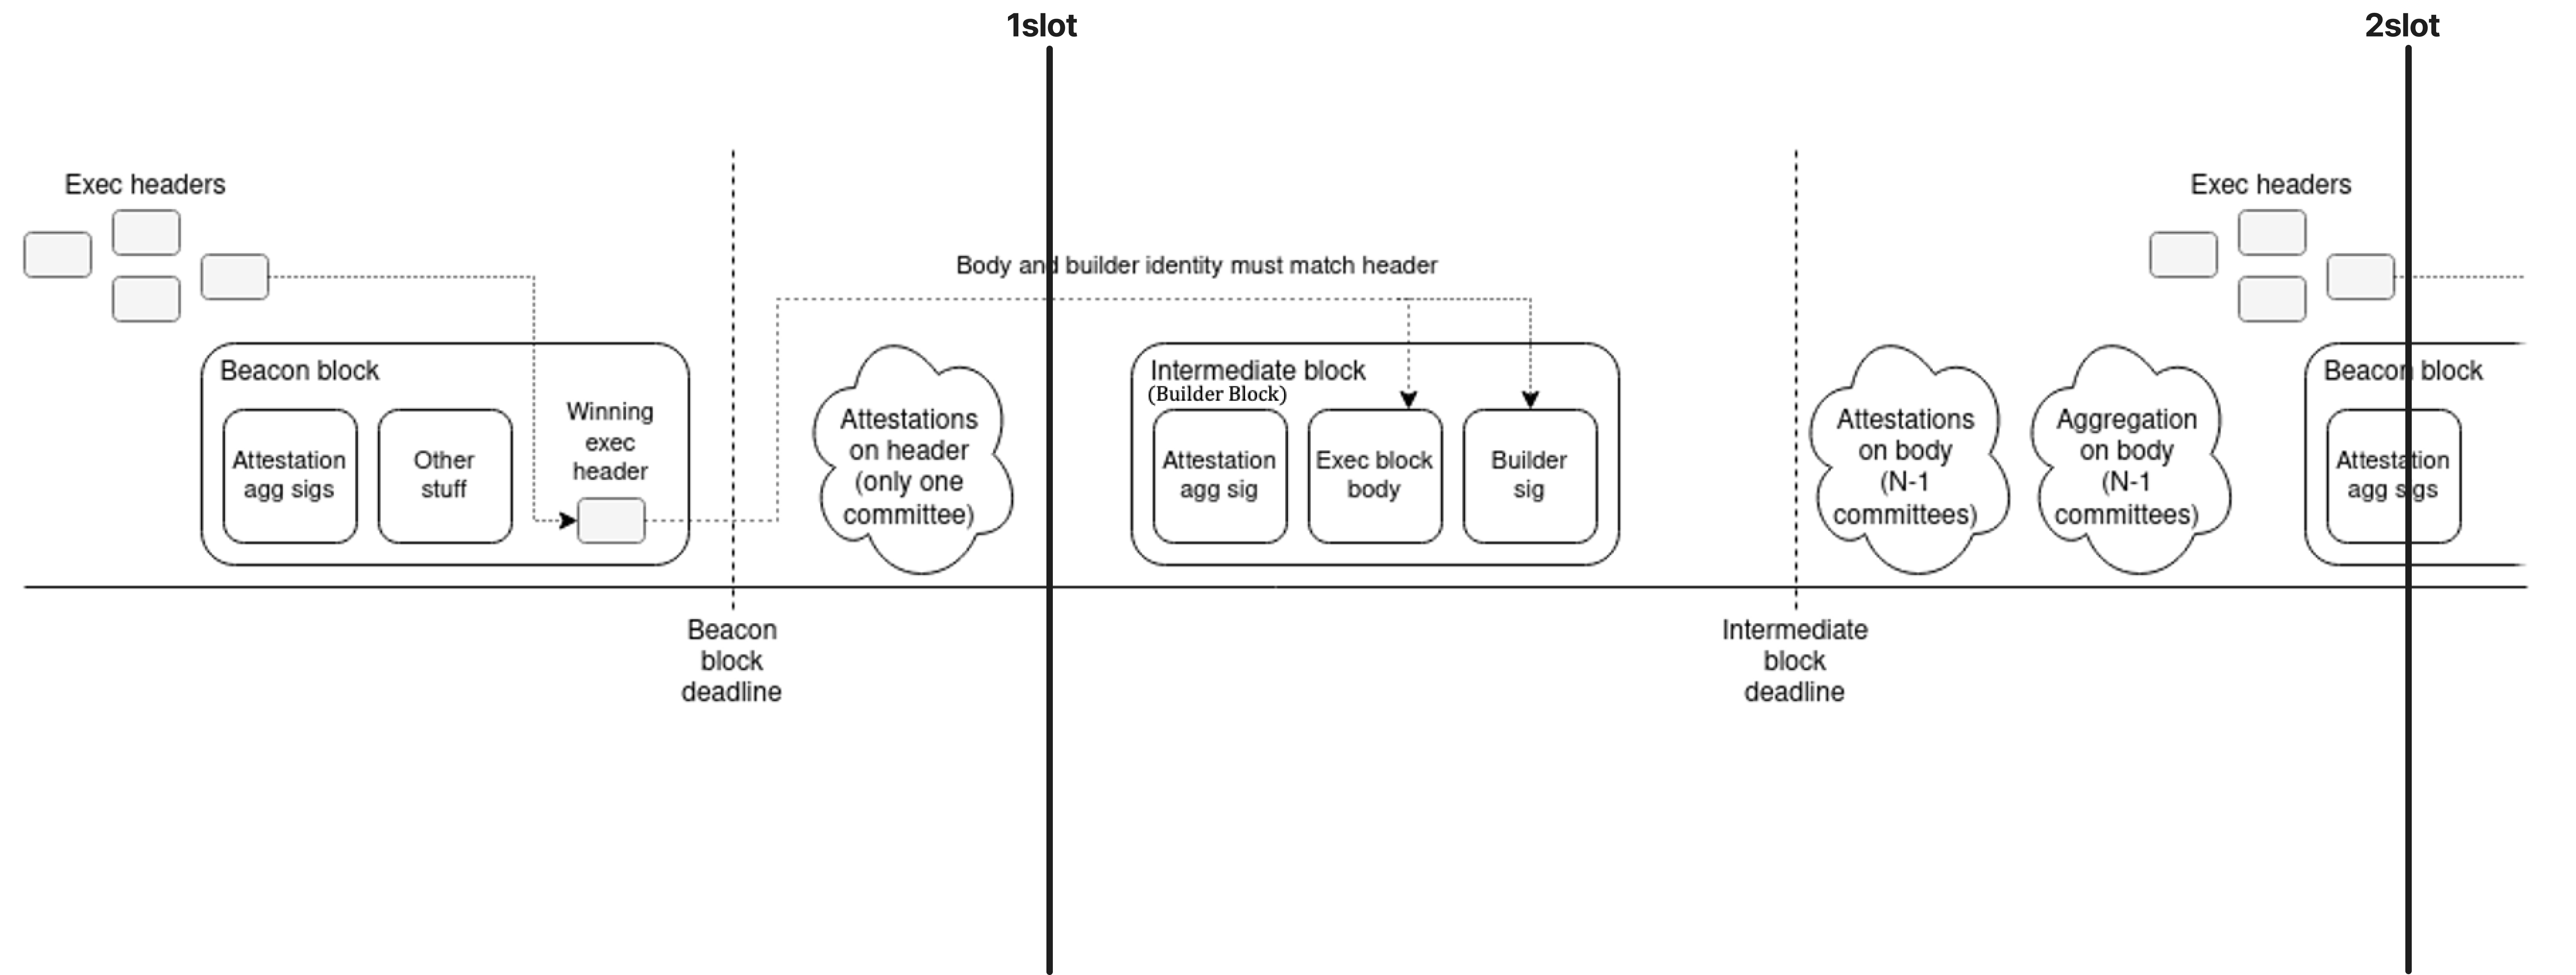 1slot
2slot
Exec headers
Exec headers
Body and builder identity must match header
Beacon block
Attestation
agg sigs
Other
stuff
Winning
exec
header
Attestations
on header
(only one
committee)
Intermediate block
(Builder Block)
Attestation
agg sig
Exec block
body
Builder
sig
Attestations
on body
(N-1
committees)
Aggregation
on body
(N-1
committees)
Beacon block
Attestation
agg sigs
Beacon
block
deadline
Intermediate
block
deadline